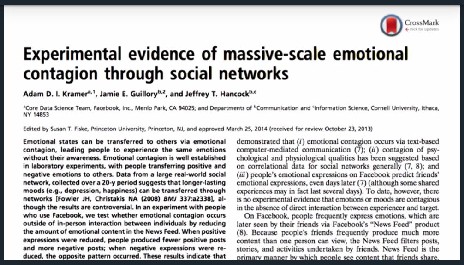 CrossMark
Experimental evidence of massive-scale emotional
contagion through social networks
Adam D. I. Kramer^a,1, Jamie E. Guillory^b,2, and Jeffrey T. Hancock^b,c
^aCore Data Science Team, Facebook, Inc., Menlo Park, CA 94025; and Departments of ^bCommunication and ^cInformation Science, Cornell University, Ithaca,
NY 14853
Edited by Susan T. Fiske, Princeton University, Princeton, NJ, and approved March 25, 2014 (received for review October 23, 2013)
Emotional states can be transferred to others via emotional
contagion, leading people to experience the same emotions
without their awareness. Emotional contagion is well established
in laboratory experiments, with people transferring positive and
negative emotions to others. Data from a large real-world social
network, collected over a 20-y period suggests that longer-lasting
moods (e.g., depression, happiness) can be transferred through
networks [Fowler JH, Christakis NA (2008) BMJ 337:a2338], al-
though the results are controversial. In an experiment with people
who use Facebook, we test whether emotional contagion occurs
outside of in-person interaction between individuals by reducing
the amount of emotional content in the News Feed. When positive
expressions were reduced, people produced fewer positive posts
and more negative posts; when negative expressions were re-
duced, the opposite pattern occurred. These results indicate that
demonstrated that (i) emotional contagion occurs via text-based
computer-mediated communication (7); (ii) contagion of psy-
chological and physiological qualities has been suggested based
on correlational data for social networks generally (7, 8); and
(iii) people's emotional expressions on Facebook predict friends'
emotional expressions, even days later (7) (although some shared
experiences may in fact last several days). To date, however, there
is no experimental evidence that emotions or moods are contagious
in the absence of direct interaction between experiencer and target.
On Facebook, people frequently express emotions, which are
later seen by their friends via Facebook's "News Feed" product
(8). Because people's friends frequently produce much more
content than one person can view, the News Feed filters posts,
stories, and activities undertaken by friends. News Feed is the
primary manner by which people see content that friends share.